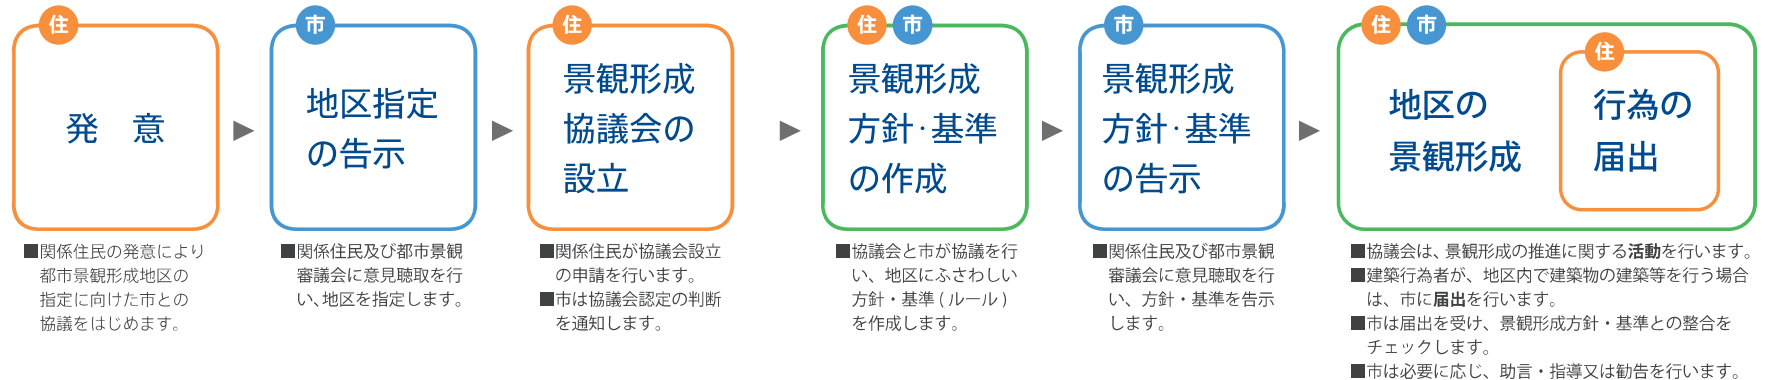 住
発　意
■関係住民の発意により
都市景観形成地区の
指定に向けた市との
協議をはじめます。
市
地区指定
の告示
■関係住民及び都市景観
審議会に意見聴取を行
い、地区を指定します。
住
景観形成
協議会の
設立
■関係住民が協議会設立
の申請を行います。
■市は協議会認定の判断
を通知します。
住 市
景観形成
方針・基準
の作成
■協議会と市が協議を行
い、地区にふさわしい
方針・基準(ルール)
を作成します。
市
景観形成
方針・基準
の告示
■関係住民及び都市景観
審議会に意見聴取を行
い、方針・基準を告示
します。
住 市
地区の
景観形成
住
行為の
届出
■協議会は、景観形成の推進に関する活動を行います。
■建築行為者が、地区内で建築物の建築等を行う場合
は、市に届出を行います。
■市は届出を受け、景観形成方針・基準との整合を
チェックします。
■市は必要に応じ、助言・指導又は勧告を行います。